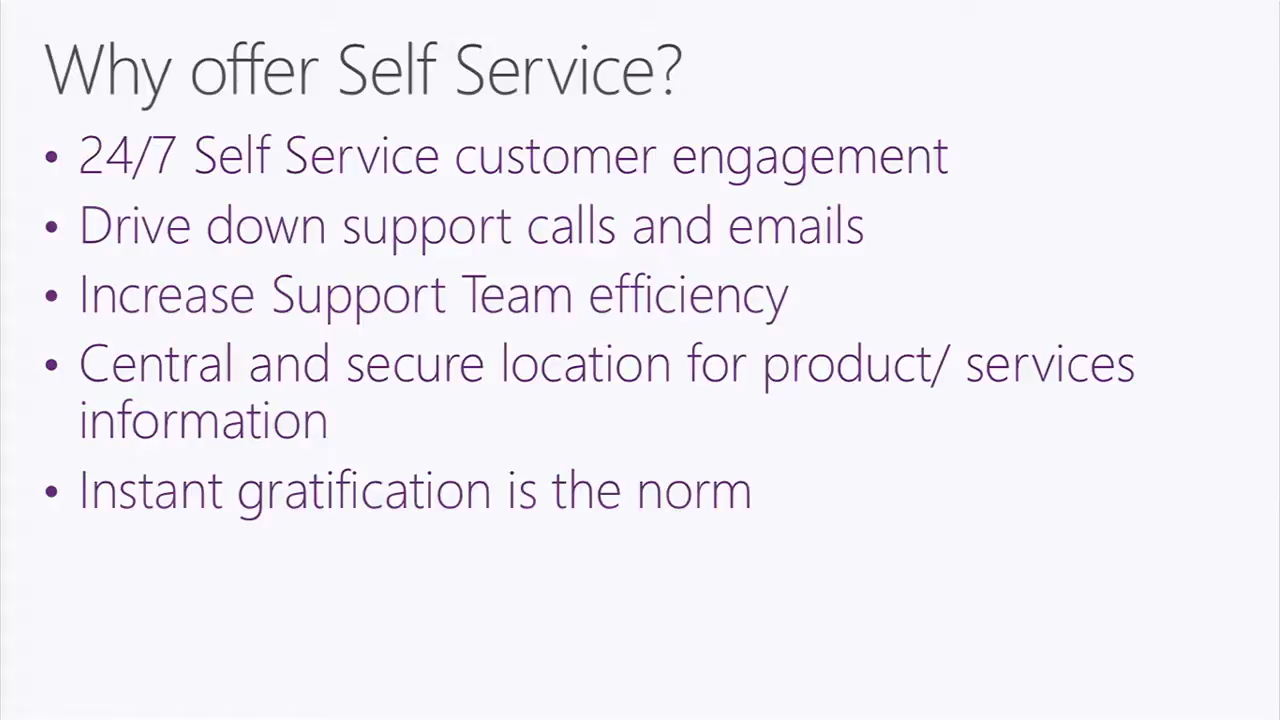 Why offer Self Service?
• 24/7 Self Service customer engagement
• Drive down support calls and emails
• Increase Support Team efficiency
• Central and secure location for product/ services
information
• Instant gratification is the norm